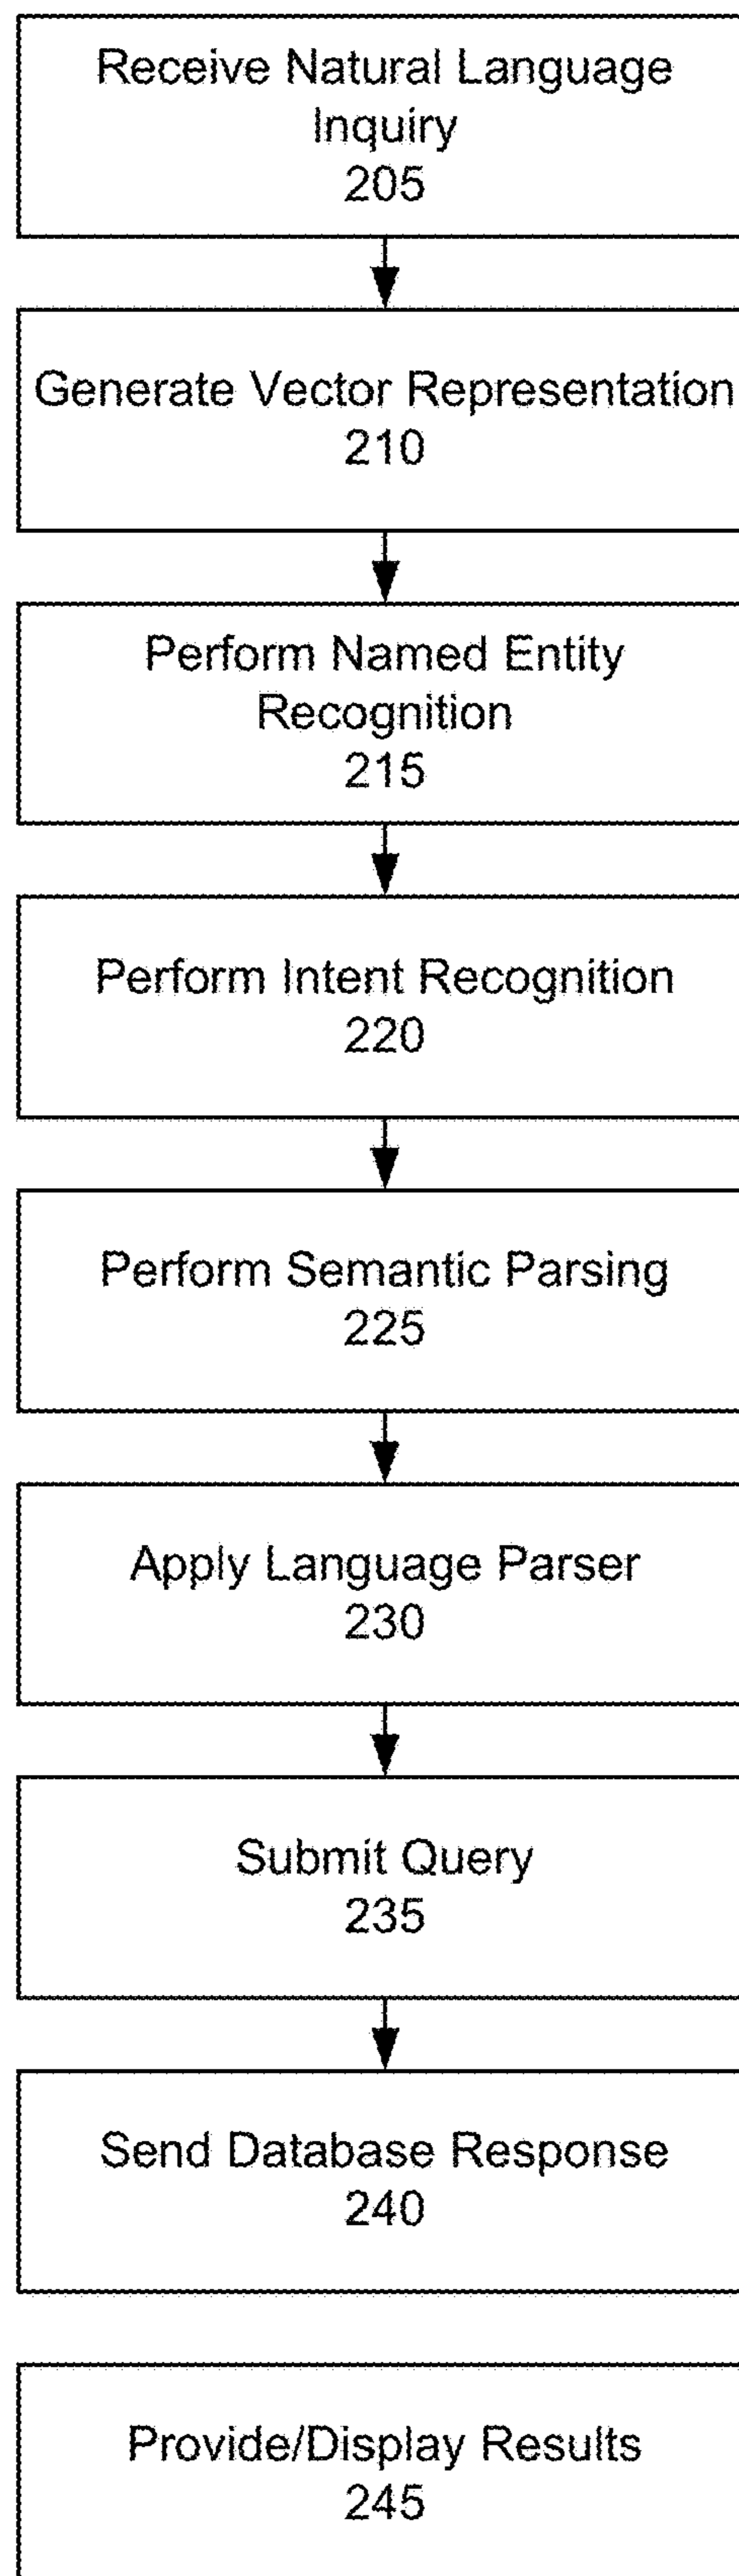 Receive Natural Language
Inquiry
205
Generate Vector Representation
210
Perform Named Entity
Recognition
215
Perform Intent Recognition
220
Perform Semantic Parsing
225
Apply Language Parser
230
Submit Query
235
Send Database Response
240
Provide/Display Results
245